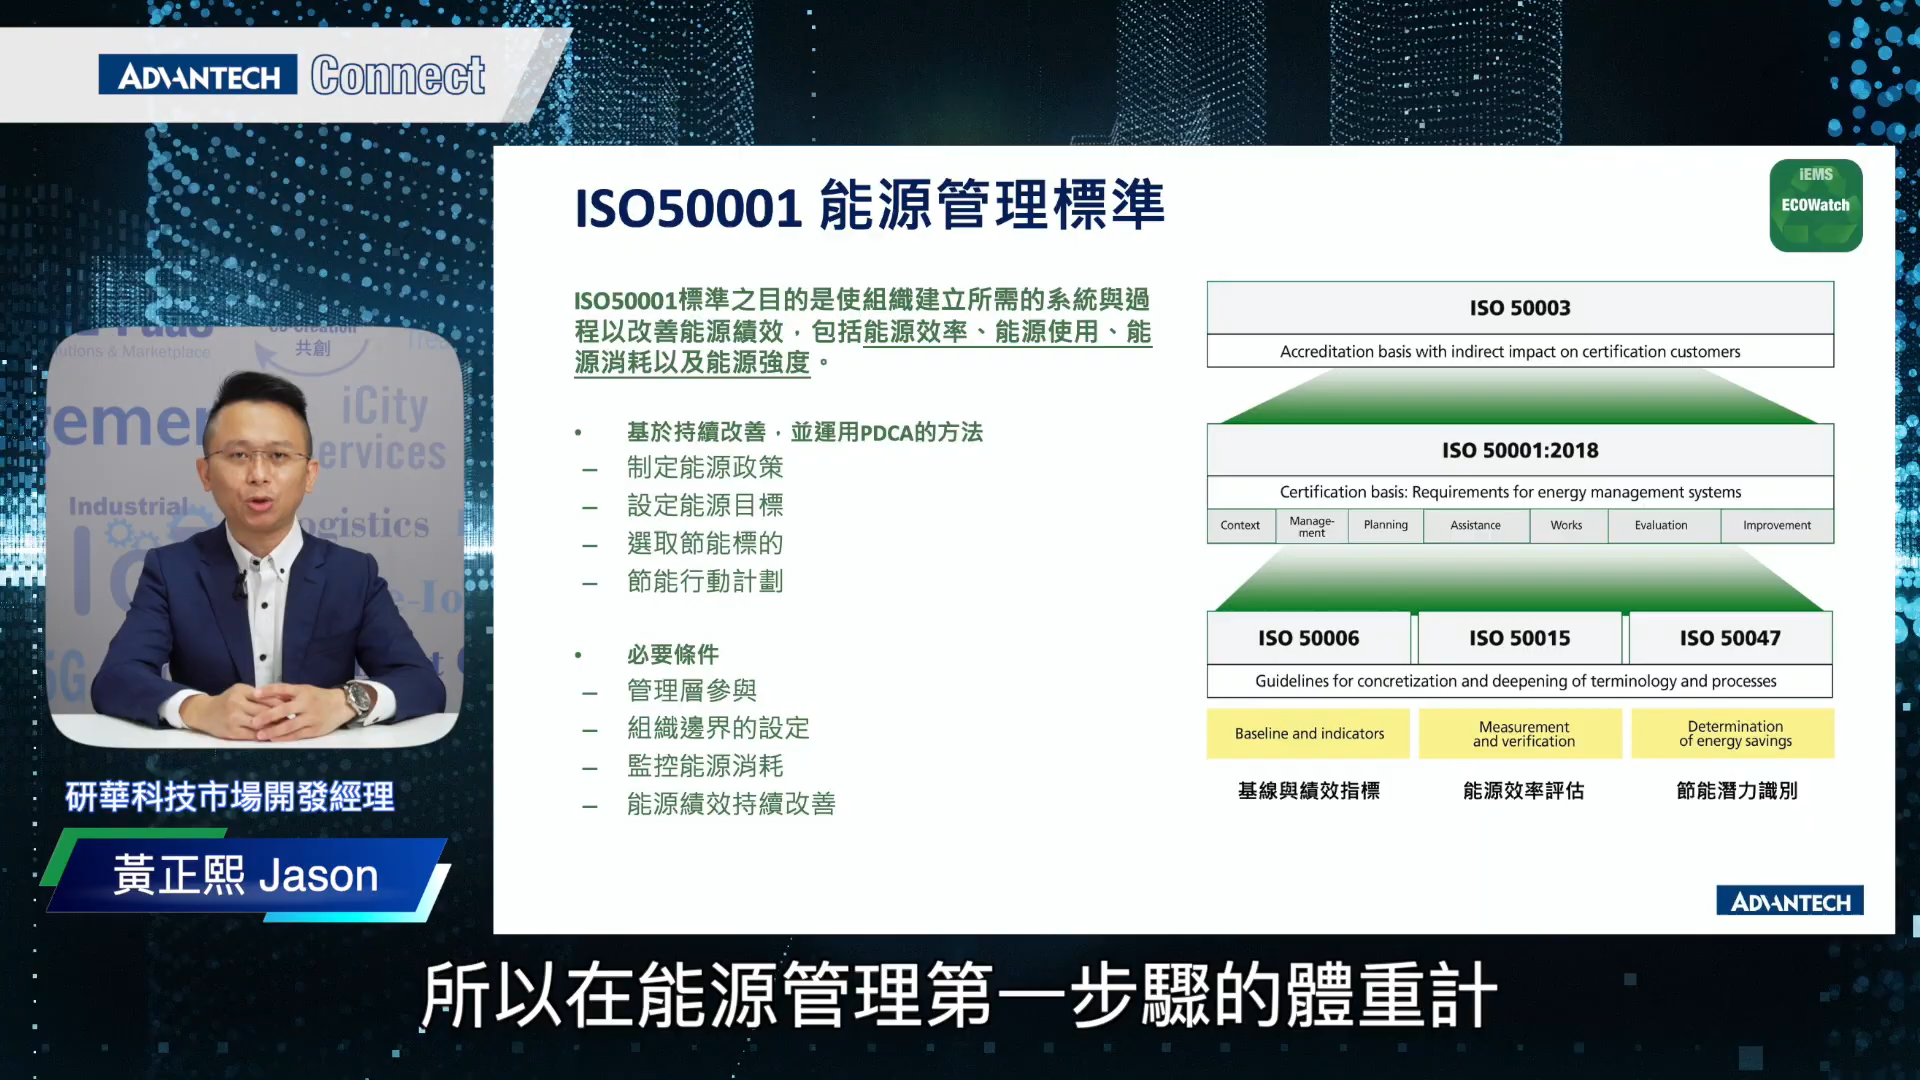 ADVANTECH Connect
ISO50001 能源管理標準
iEMS
ECOWatch
ISO50001標準之目的是使組織建立所需的系統與過
程以改善能源績效，包括能源效率、能源使用、能
源消耗以及能源強度。
• 基於持續改善，並運用PDCA的方法
– 制定能源政策
– 設定能源目標
– 選取節能標的
– 節能行動計劃
• 必要條件
– 管理層參與
– 組織邊界的設定
– 監控能源消耗
– 能源績效持續改善
ISO 50003
Accreditation basis with indirect impact on certification customers
ISO 50001:2018
Certification basis: Requirements for energy management systems
Context
Manage-
ment
Planning
Assistance
Works
Evaluation
Improvement
ISO 50006
ISO 50015
ISO 50047
Guidelines for concretization and deepening of terminology and processes
Baseline and indicators
Measurement
and verification
Determination
of energy savings
基線與績效指標
能源效率評估
節能潛力識別
ADVANTECH
共創
iCity
Industrial
5G
研華科技市場開發經理
黃正熙 Jason
所以在能源管理第一步驟的體重計